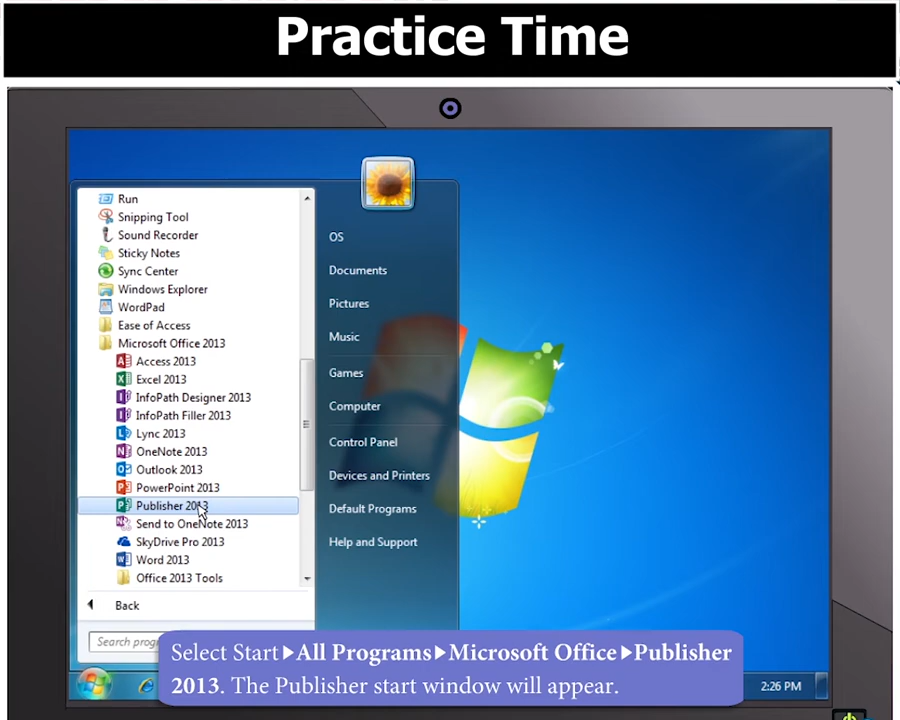 Practice Time
Run
Snipping Tool
Sound Recorder
Sticky Notes
Sync Center
Windows Explorer
WordPad
Ease of Access
Microsoft Office 2013
Access 2013
Excel 2013
InfoPath Designer 2013
InfoPath Filler 2013
Lync 2013
OneNote 2013
Outlook 2013
PowerPoint 2013
Publisher 2013
Send to OneNote 2013
SkyDrive Pro 2013
Word 2013
Office 2013 Tools
Back
Search prog
OS
Documents
Pictures
Music
Games
Computer
Control Panel
Devices and Printers
Default Programs
Help and Support
Select Start▶All Programs▶Microsoft Office▶Publisher
2013. The Publisher start window will appear.
2:26 PM